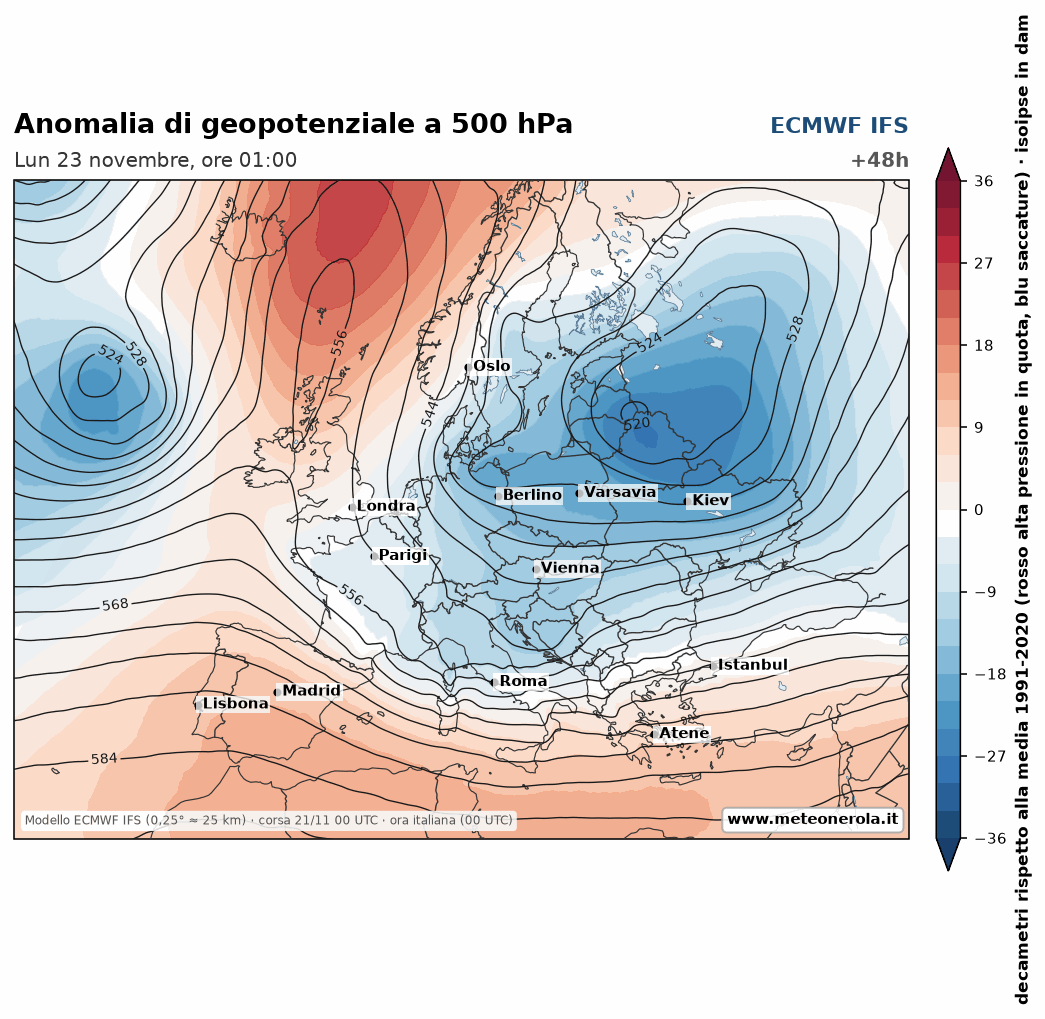 Anomalia di geopotenziale a 500 hPa
ECMWF IFS
Lun 23 novembre, ore 01:00
+48h
524
528
556
544
524
520
528
556
568
584
Oslo
Londra
Berlino
Varsavia
Kiev
Parigi
Vienna
Roma
Istanbul
Madrid
Lisbona
Atene
Modello ECMWF IFS (0,25° ≈ 25 km) · corsa 21/11 00 UTC · ora italiana (00 UTC)
www.meteonerola.it
36
27
18
9
0
−9
−18
−27
−36
decametri rispetto alla media 1991-2020 (rosso alta pressione in quota, blu saccature) · isoipse in dam